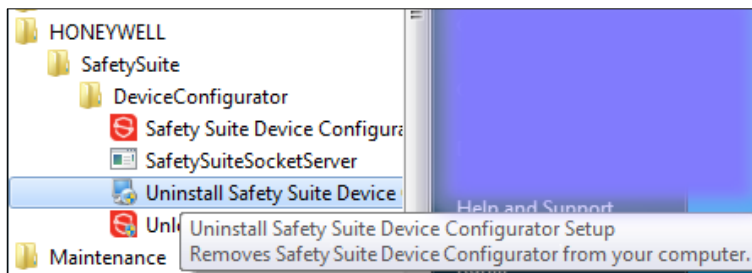 HONEYWELL
SafetySuite
DeviceConfigurator
Safety Suite Device Configura
SafetySuiteSocketServer
Uninstall Safety Suite Device
Help and Support
Uninstall Safety Suite Device Configurator Setup
Removes Safety Suite Device Configurator from your computer.
Maintenance